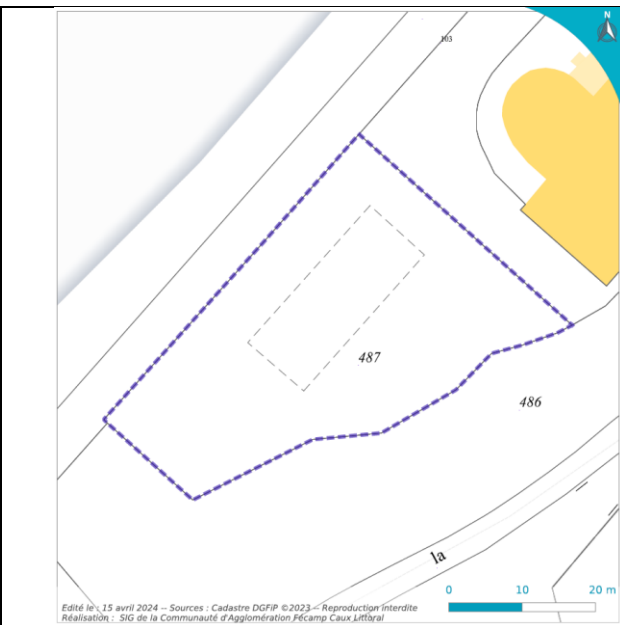 N
103
487
486
la
0 10 20 m
Edité le : 15 avril 2024 -- Sources : Cadastre DGFiP ©2023 -- Reproduction interdite
Réalisation : SIG de la Communauté d'Agglomération Fécamp Caux Littoral